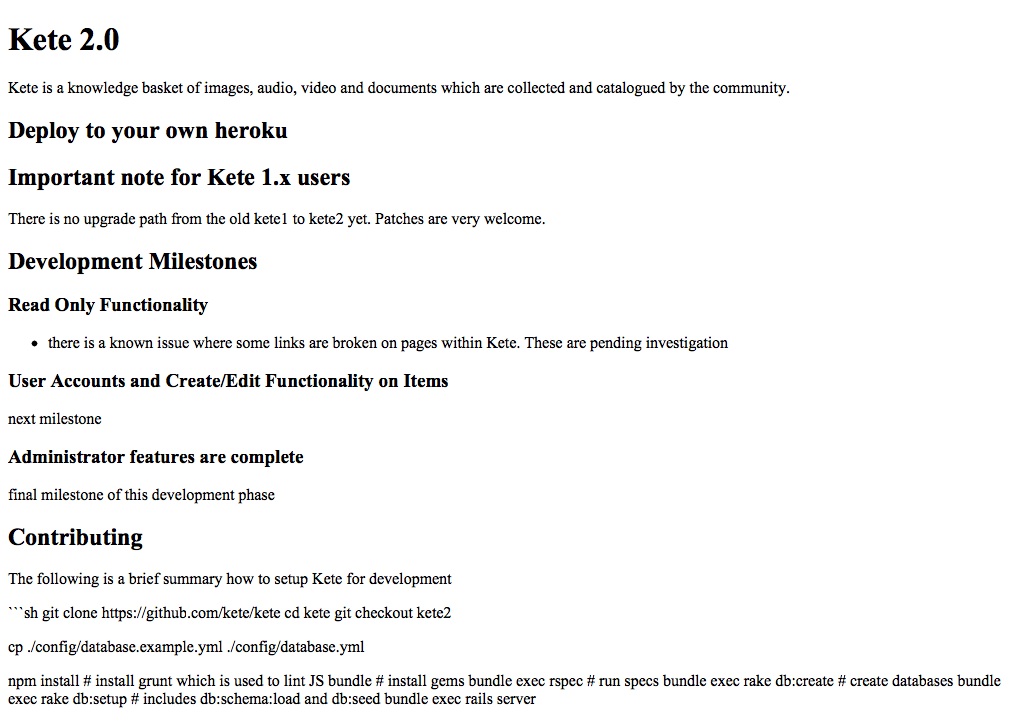 Kete 2.0
Kete is a knowledge basket of images, audio, video and documents which are collected and catalogued by the community.
Deploy to your own heroku
Important note for Kete 1.x users
There is no upgrade path from the old kete1 to kete2 yet. Patches are very welcome.
Development Milestones
Read Only Functionality
• there is a known issue where some links are broken on pages within Kete. These are pending investigation
User Accounts and Create/Edit Functionality on Items
next milestone
Administrator features are complete
final milestone of this development phase
Contributing
The following is a brief summary how to setup Kete for development
```sh git clone https://github.com/kete/kete cd kete git checkout kete2
cp ./config/database.example.yml ./config/database.yml
npm install # install grunt which is used to lint JS bundle # install gems bundle exec rspec # run specs bundle exec rake db:create # create databases bundle
exec rake db:setup # includes db:schema:load and db:seed bundle exec rails server